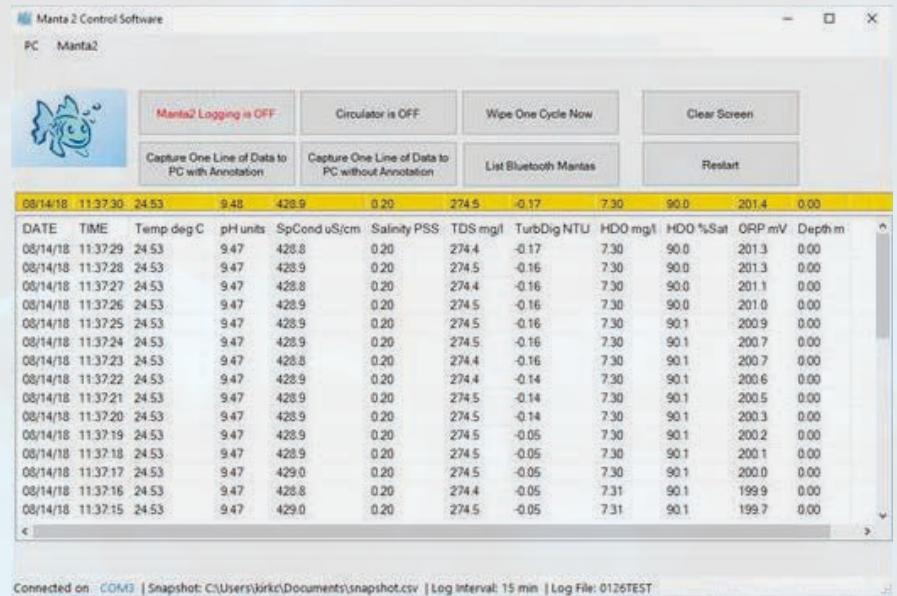 Manta 2 Control Software
PC Manta2
Manta2 Logging is OFF Circulator is OFF Wipe One Cycle Now Clear Screen
Capture One Line of Data to PC with Annotation Capture One Line of Data to PC without Annotation List Bluetooth Mantas Restart
08/14/18 11:37:30 24.53 9.48 428.9 0.20 274.5 -0.17 7.30 90.0 201.4 0.00
DATE TIME Temp deg C pH units SpCond uS/cm Salinity PSS TDS mg/l TurbDig NTU HDO mg/l HDO %Sat ORP mV Depth m
08/14/18 11:37:29 24.53 9.47 428.8 0.20 274.4 -0.17 7.30 90.0 201.3 0.00
08/14/18 11:37:28 24.53 9.47 428.9 0.20 274.5 -0.16 7.30 90.0 201.3 0.00
08/14/18 11:37:27 24.53 9.47 428.8 0.20 274.4 -0.16 7.30 90.0 201.1 0.00
08/14/18 11:37:26 24.53 9.47 428.9 0.20 274.5 -0.16 7.30 90.0 201.0 0.00
08/14/18 11:37:25 24.53 9.47 428.9 0.20 274.5 -0.16 7.30 90.1 200.9 0.00
08/14/18 11:37:24 24.53 9.47 428.9 0.20 274.5 -0.16 7.30 90.1 200.7 0.00
08/14/18 11:37:23 24.53 9.47 428.8 0.20 274.4 -0.16 7.30 90.1 200.7 0.00
08/14/18 11:37:22 24.53 9.47 428.9 0.20 274.4 -0.14 7.30 90.1 200.6 0.00
08/14/18 11:37:21 24.53 9.47 428.9 0.20 274.5 -0.14 7.30 90.1 200.5 0.00
08/14/18 11:37:20 24.53 9.47 428.9 0.20 274.5 -0.14 7.30 90.1 200.3 0.00
08/14/18 11:37:19 24.53 9.47 428.9 0.20 274.5 -0.05 7.30 90.1 200.2 0.00
08/14/18 11:37:18 24.53 9.47 428.9 0.20 274.5 -0.05 7.30 90.1 200.1 0.00
08/14/18 11:37:17 24.53 9.47 429.0 0.20 274.5 -0.05 7.30 90.1 200.0 0.00
08/14/18 11:37:16 24.53 9.47 428.8 0.20 274.4 -0.05 7.31 90.1 199.9 0.00
08/14/18 11:37:15 24.53 9.47 429.0 0.20 274.5 -0.05 7.31 90.1 199.7 0.00
Connected on COM3 | Snapshot: C:\Users\kirkc\Documents\snapshot.csv | Log Interval: 15 min | Log File: 0126TEST